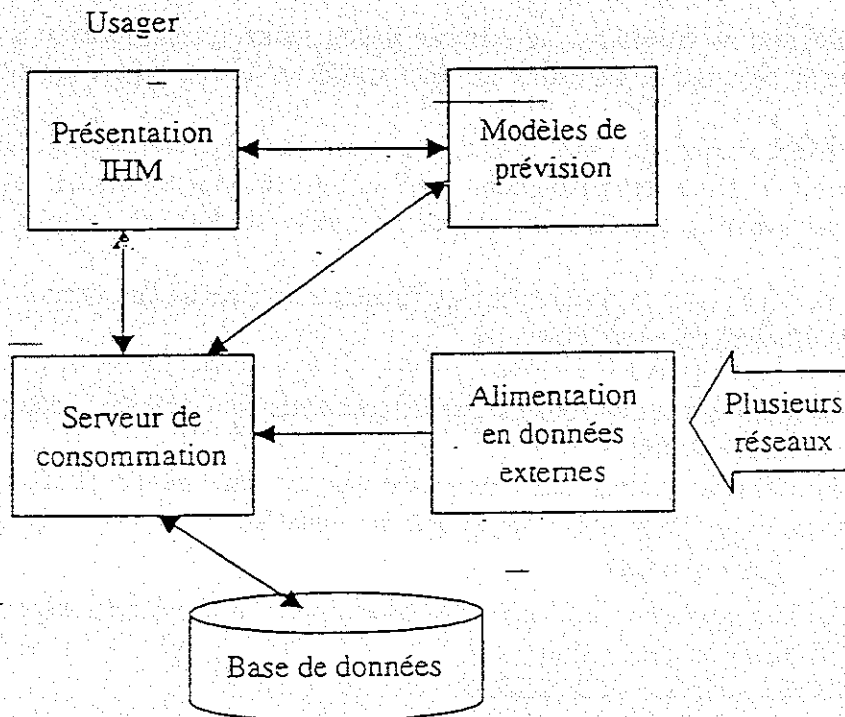 Usager
Présentation
IHM
Modèles de
prévision
Serveur de
consommation
Alimentation
en données
externes
Plusieurs
réseaux
Base de données